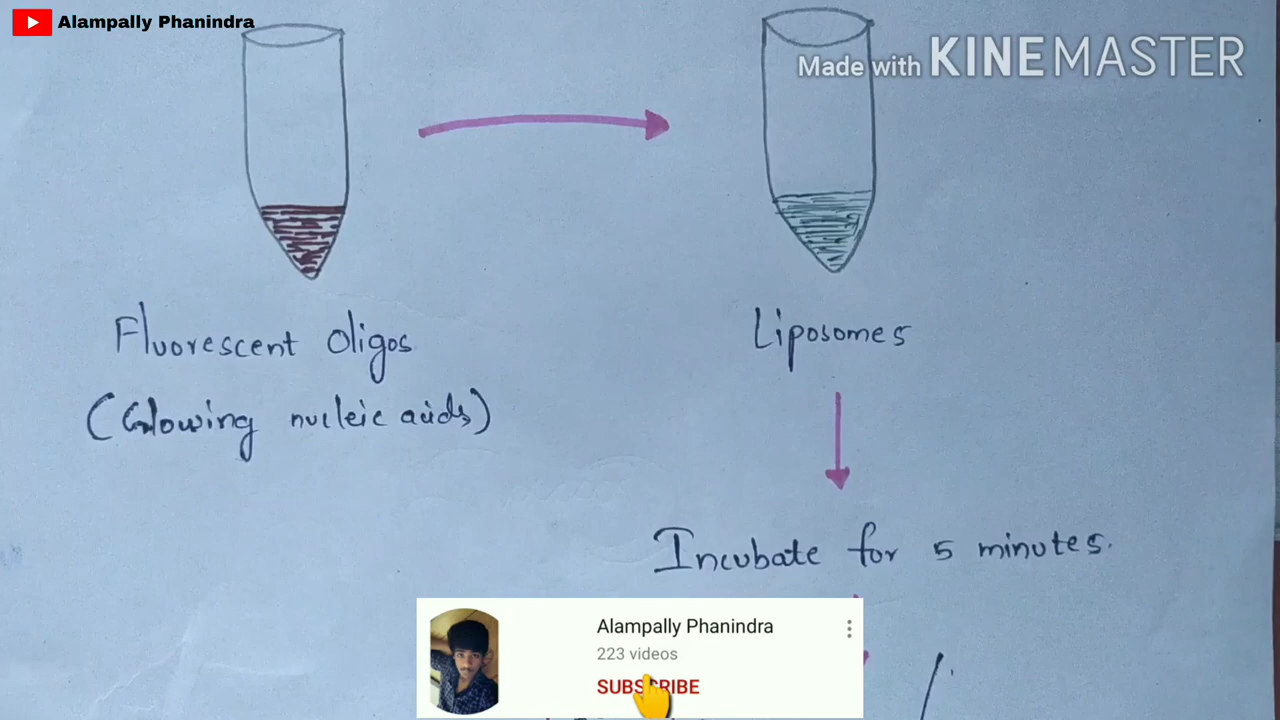 Alampally Phanindra
Made with KINEMASTER
Fluorescent Oligos
(Glowing nucleic acids)
Liposomes
Incubate for 5 minutes.
Alampally Phanindra
223 videos
SUBSCRIBE